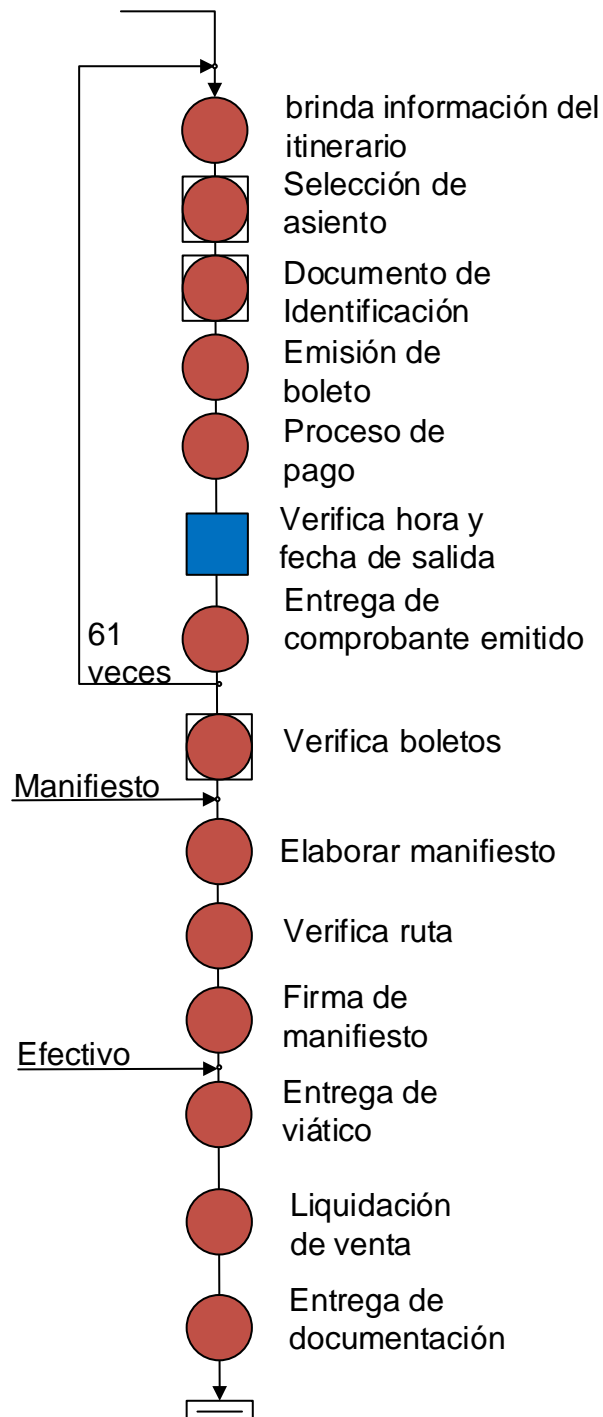 brinda información del
itinerario
Selección de
asiento
Documento de
Identificación
Emisión de
boleto
Proceso de
pago
Verifica hora y
fecha de salida
Entrega de
comprobante emitido
61
veces
Verifica boletos
Manifiesto
Elaborar manifiesto
Verifica ruta
Firma de
manifiesto
Efectivo
Entrega de
viático
Liquidación
de venta
Entrega de
documentación